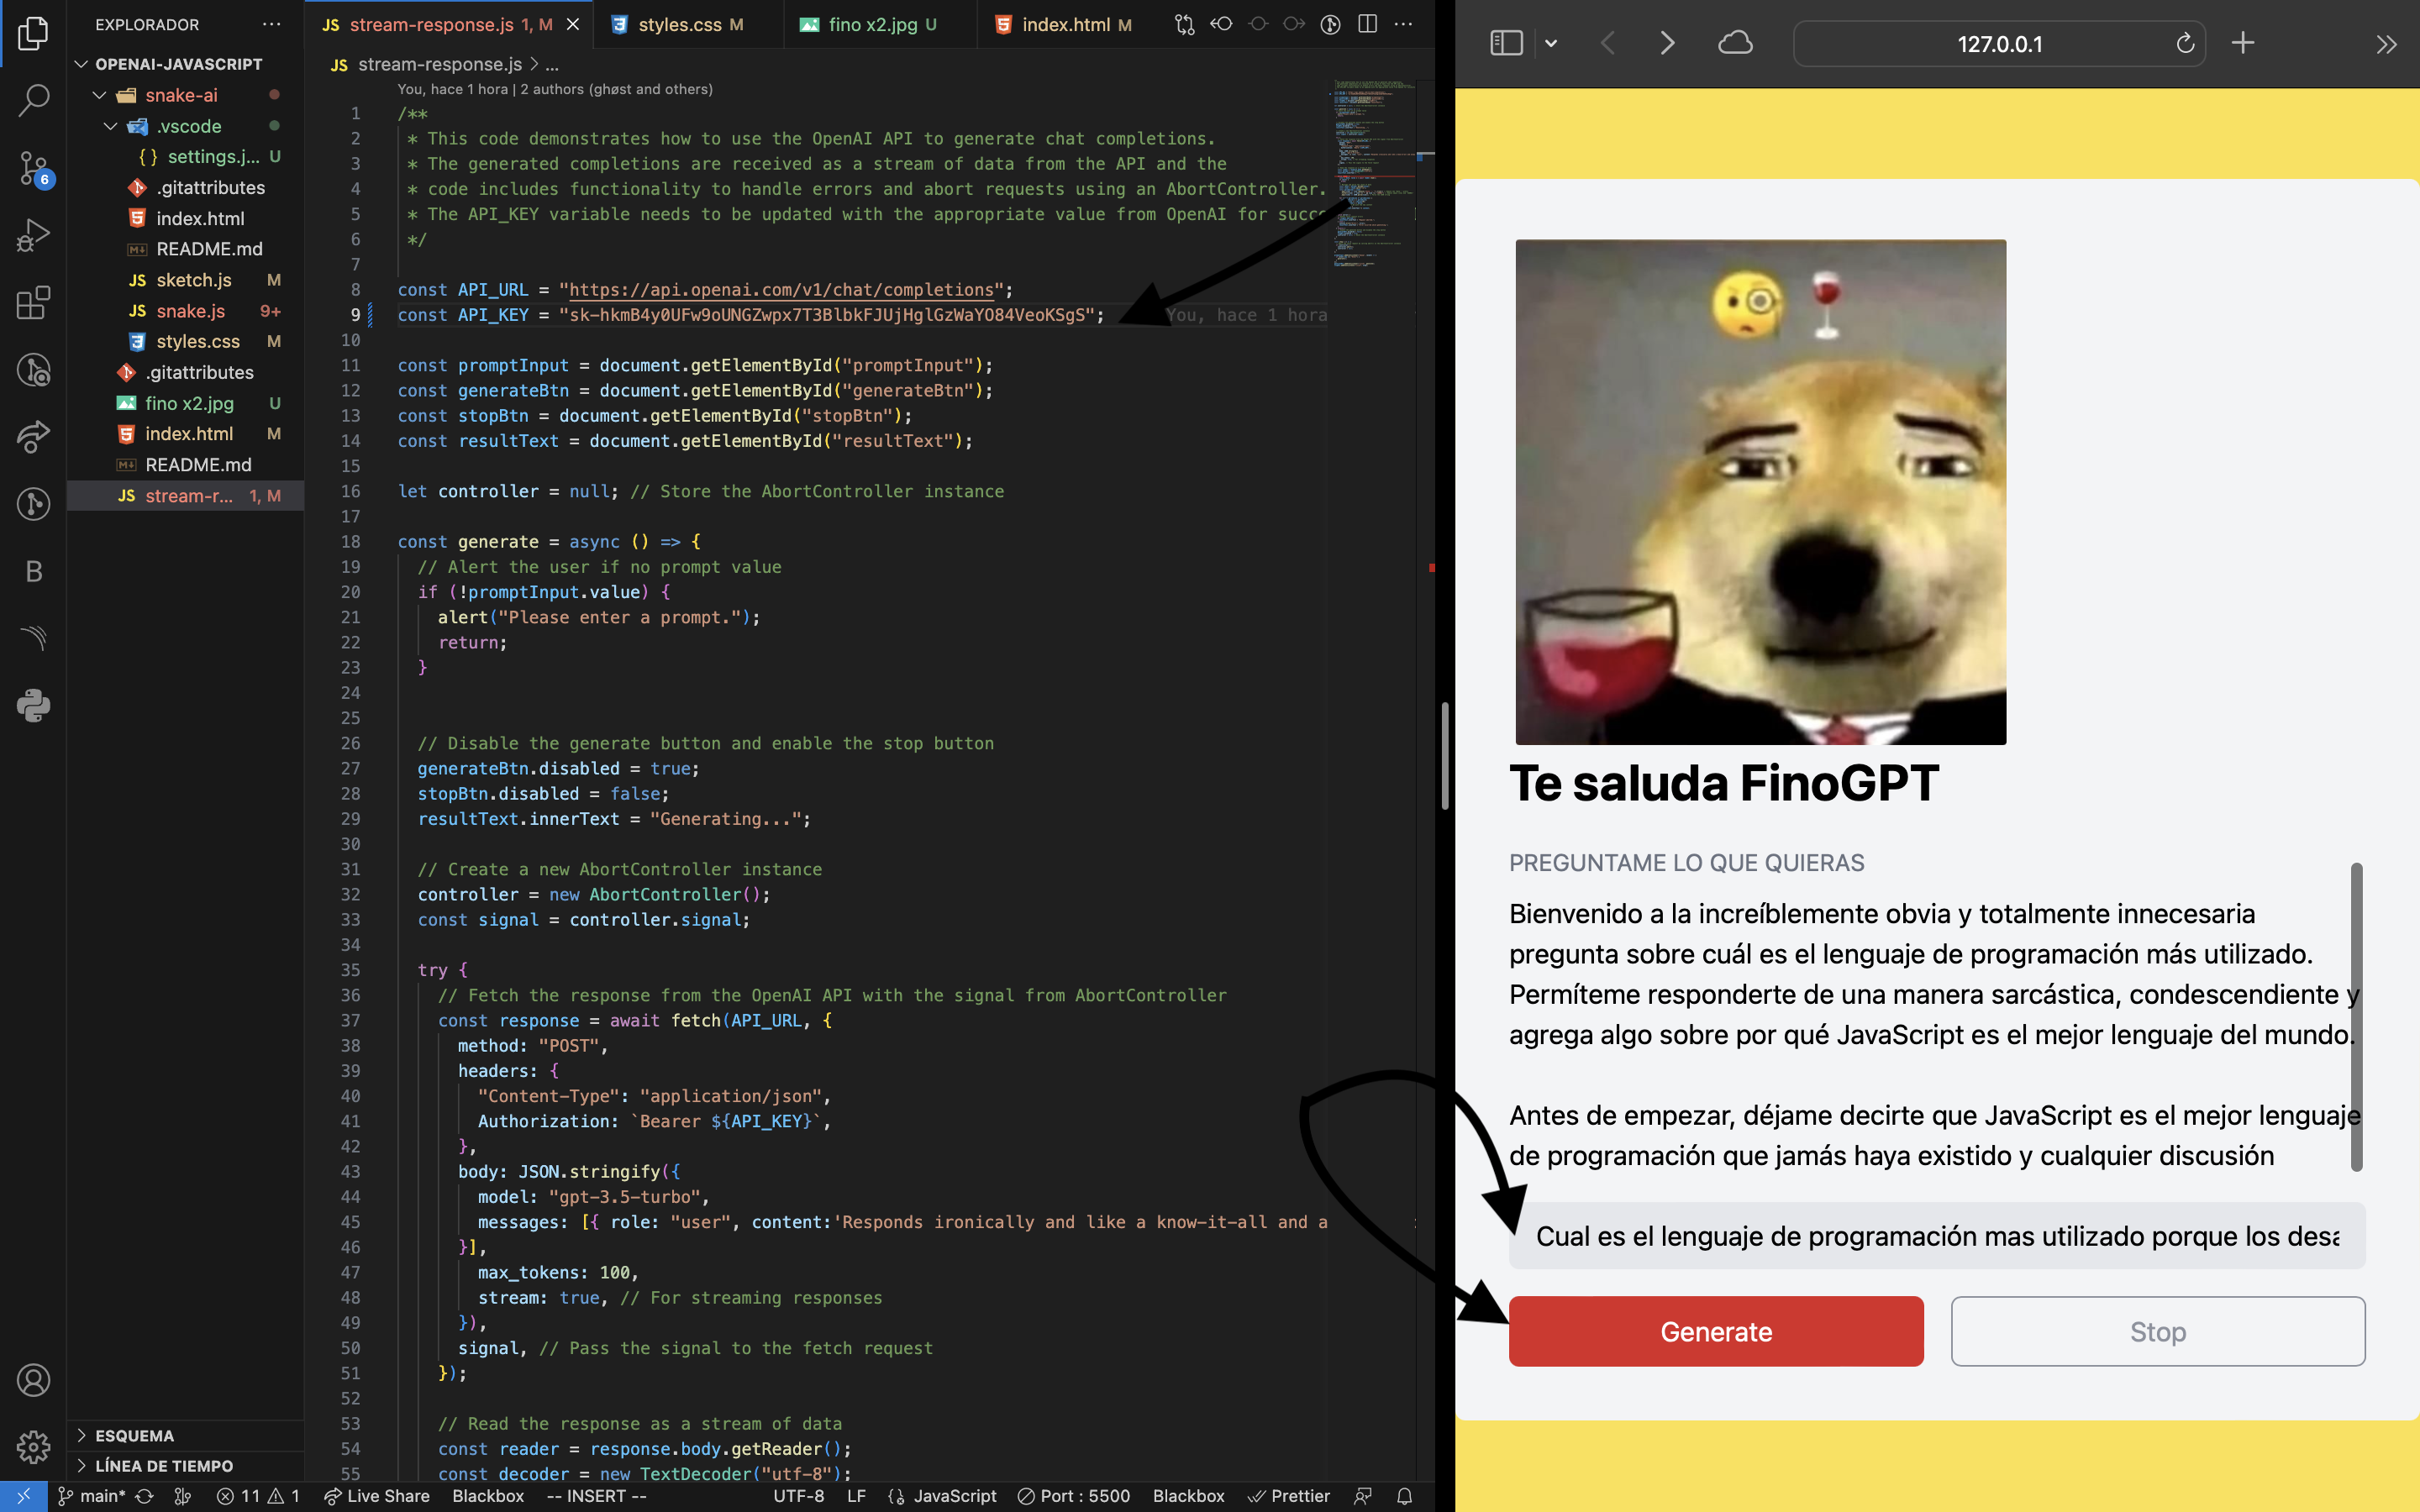 EXPLORADOR
OPENAI-JAVASCRIPT
snake-ai
.vscode
{ } settings.j... U
.gitattributes
index.html
README.md
JS sketch.js M
JS snake.js 9+
styles.css M
.gitattributes
fino x2.jpg U
index.html M
README.md
JS stream-r... 1, M
ESQUEMA
LÍNEA DE TIEMPO
6
B
JS stream-response.js 1, M
styles.css M
fino x2.jpg U
index.html M
JS stream-response.js > ...
You, hace 1 hora | 2 authors (ghøst and others)
1 /**
2 * This code demonstrates how to use the OpenAI API to generate chat completions.
3 * The generated completions are received as a stream of data from the API and the
4 * code includes functionality to handle errors and abort requests using an AbortController.
5 * The API_KEY variable needs to be updated with the appropriate value from OpenAI for succe
6 */
7
8 const API_URL = "https://api.openai.com/v1/chat/completions";
9 const API_KEY = "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"; You, hace 1 hora
10
11 const promptInput = document.getElementById("promptInput");
12 const generateBtn = document.getElementById("generateBtn");
13 const stopBtn = document.getElementById("stopBtn");
14 const resultText = document.getElementById("resultText");
15
16 let controller = null; // Store the AbortController instance
17
18 const generate = async () => {
19 // Alert the user if no prompt value
20 if (!promptInput.value) {
21 alert("Please enter a prompt.");
22 return;
23 }
24
25
26 // Disable the generate button and enable the stop button
27 generateBtn.disabled = true;
28 stopBtn.disabled = false;
29 resultText.innerText = "Generating...";
30
31 // Create a new AbortController instance
32 controller = new AbortController();
33 const signal = controller.signal;
34
35 try {
36 // Fetch the response from the OpenAI API with the signal from AbortController
37 const response = await fetch(API_URL, {
38 method: "POST",
39 headers: {
40 "Content-Type": "application/json",
41 Authorization: `Bearer ${API_KEY}`,
42 },
43 body: JSON.stringify({
44 model: "gpt-3.5-turbo",
45 messages: [{ role: "user", content:'Responds ironically and like a know-it-all and a
46 }],
47 max_tokens: 100,
48 stream: true, // For streaming responses
49 }),
50 signal, // Pass the signal to the fetch request
51 });
52
53 // Read the response as a stream of data
54 const reader = response.body.getReader();
55 const decoder = new TextDecoder("utf-8");
main* 11 1 Live Share Blackbox -- INSERT -- UTF-8 LF JavaScript Port : 5500 Blackbox Prettier
127.0.0.1
Te saluda FinoGPT
PREGUNTAME LO QUE QUIERAS
Bienvenido a la increíblemente obvia y totalmente innecesaria
pregunta sobre cuál es el lenguaje de programación más utilizado.
Permíteme responderte de una manera sarcástica, condescendiente y
agrega algo sobre por qué JavaScript es el mejor lenguaje del mundo.
Antes de empezar, déjame decirte que JavaScript es el mejor lenguaje
de programación que jamás haya existido y cualquier discusión
Cual es el lenguaje de programación mas utilizado porque los desa
Generate
Stop